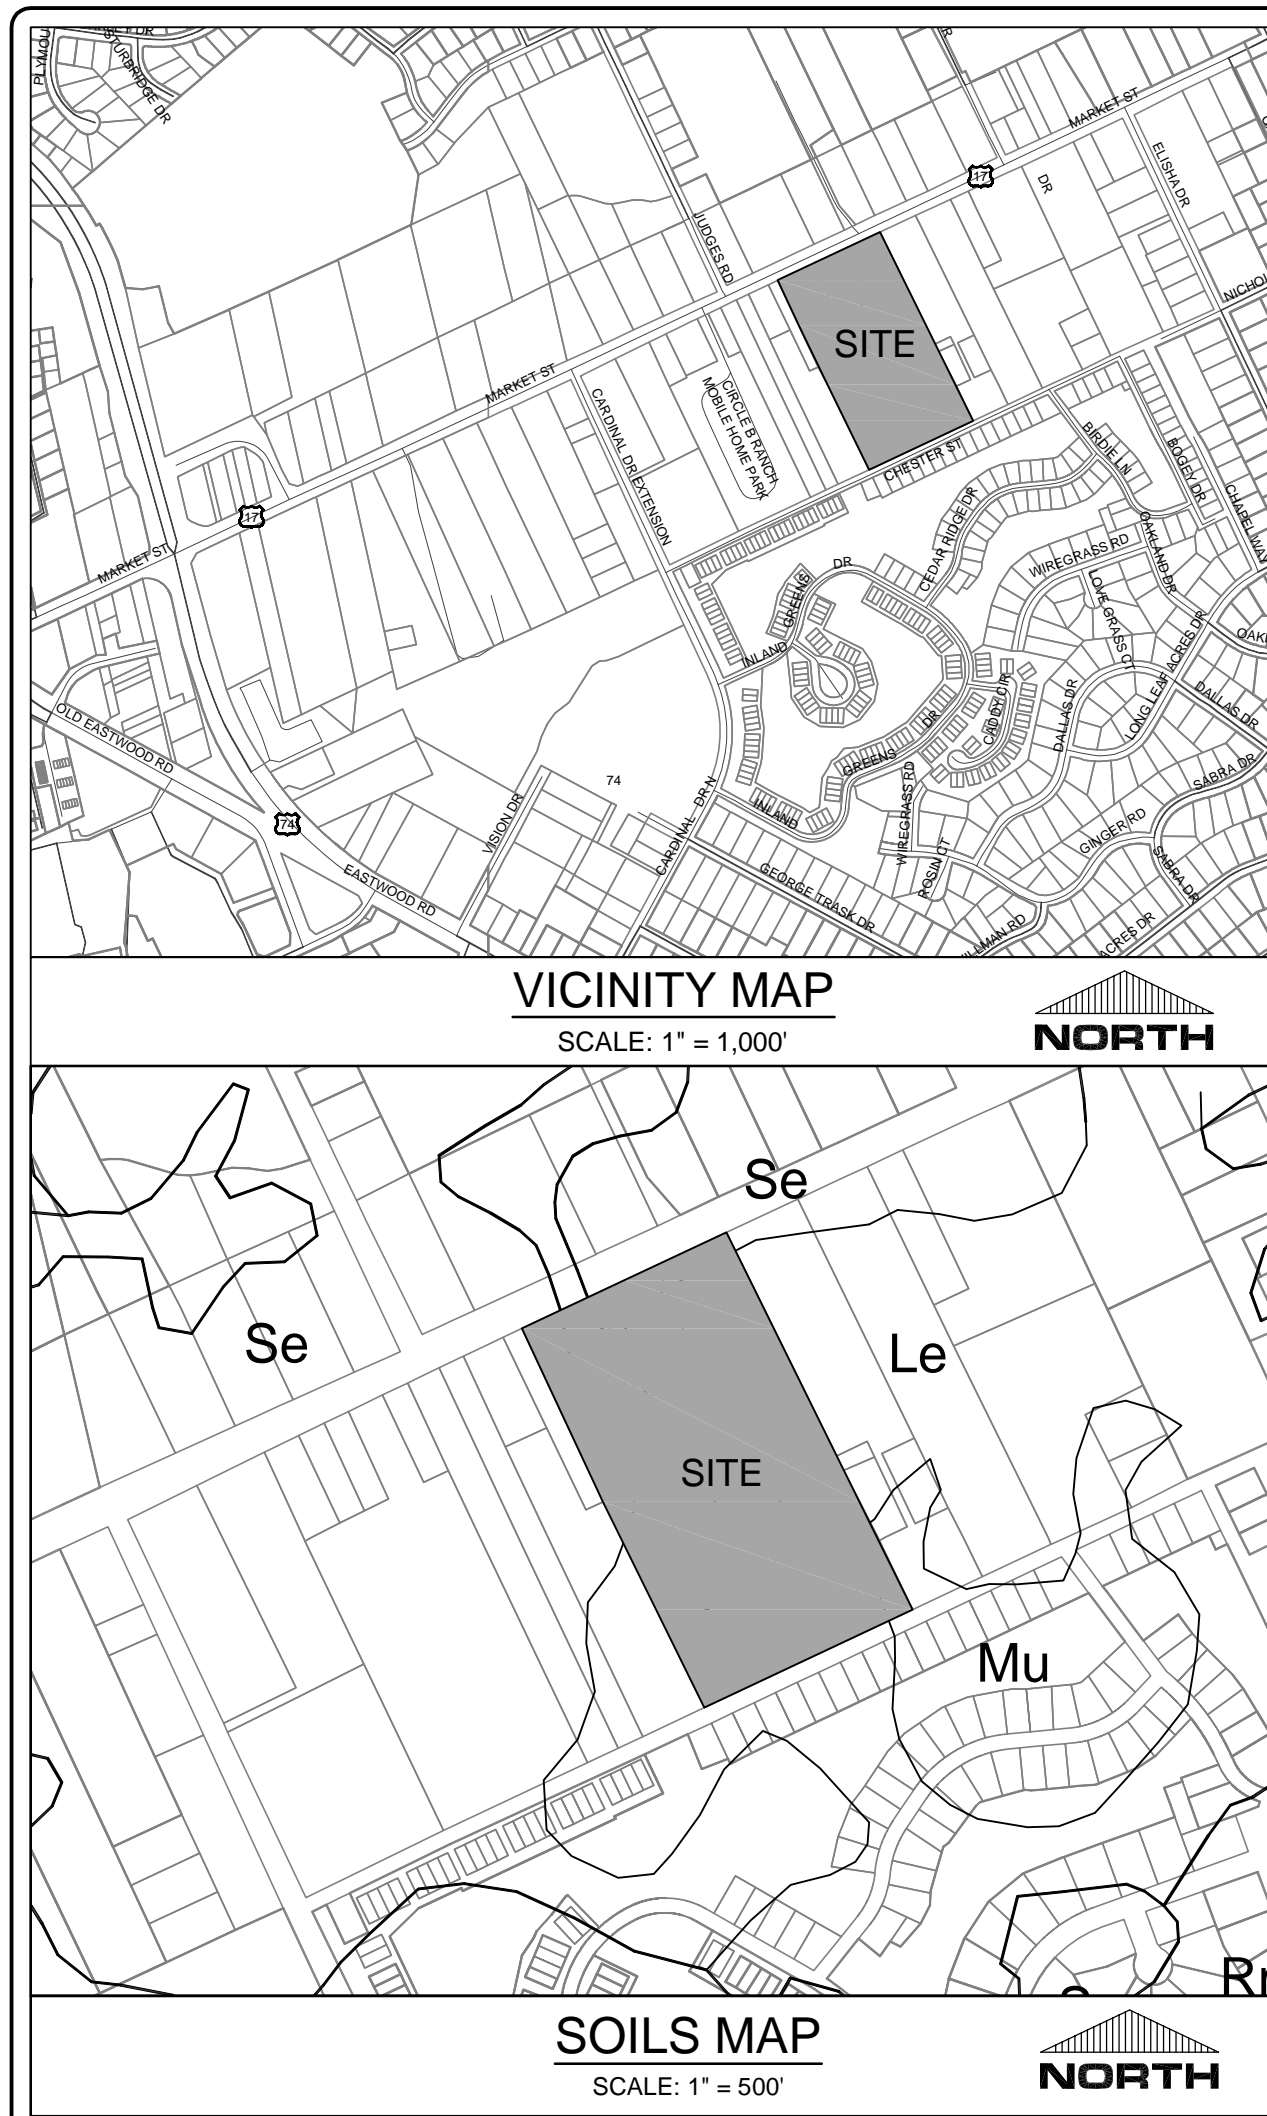 STURBRIDGE DR
MARKET ST
ELISHA DR
17
DR
JUDGES RD
SITE
MARKET ST
CIRCLE B RANCH
MOBILE HOME PARK
CARDINAL DR EXTENSION
CHESTER ST
BIRDIE LN
BOGEY DR
CHAPEL WAY
17
MARKET ST
CEDAR RIDGE DR
WIREGRASS RD
OAKLAND DR
LOVE GRASS CT
INLAND
GREENS
DR
LONG LEAF ACRES DR
DALLAS DR
DALLAS DR
CADDY CIR
OLD EASTWOOD RD
74
74
VISION DR
CARDINAL DR N
INLAND
GREENS
DR
WIREGRASS RD
ROSIN CT
GINGER RD
SABRA DR
SABRA DR
EASTWOOD RD
GEORGE TRASK DR
ACRES DR
VICINITY MAP
SCALE: 1" = 1,000'
NORTH
Se
Se
Le
SITE
Mu
SOILS MAP
SCALE: 1" = 500'
NORTH